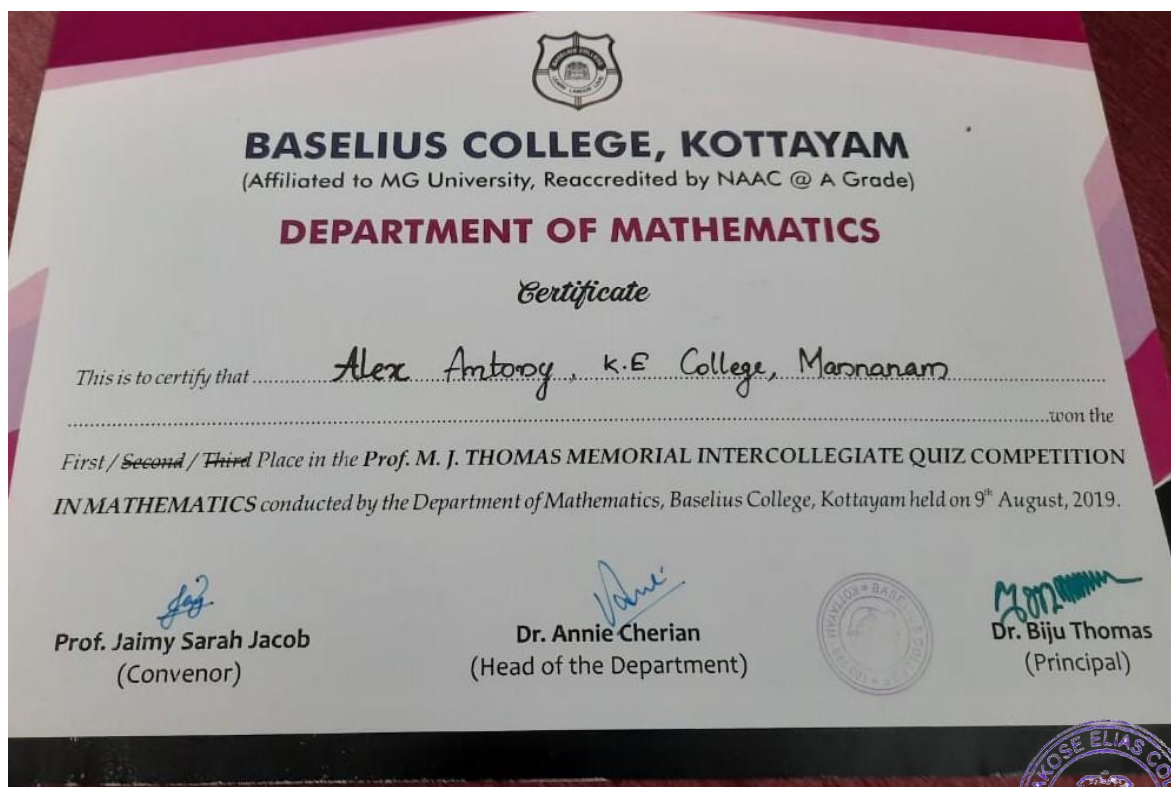 BASELIUS COLLEGE, KOTTAYAM
(Affiliated to MG University, Reaccredited by NAAC @ A Grade)
DEPARTMENT OF MATHEMATICS
Certificate
This is to certify that Alex Antony, K.E College, Mannanam
won the
First / Second / Third Place in the Prof. M. J. THOMAS MEMORIAL INTERCOLLEGIATE QUIZ COMPETITION
IN MATHEMATICS conducted by the Department of Mathematics, Baselius College, Kottayam held on 9th August, 2019.
Prof. Jaimy Sarah Jacob
(Convenor)
Dr. Annie Cherian
(Head of the Department)
Dr. Biju Thomas
(Principal)
ELIAS